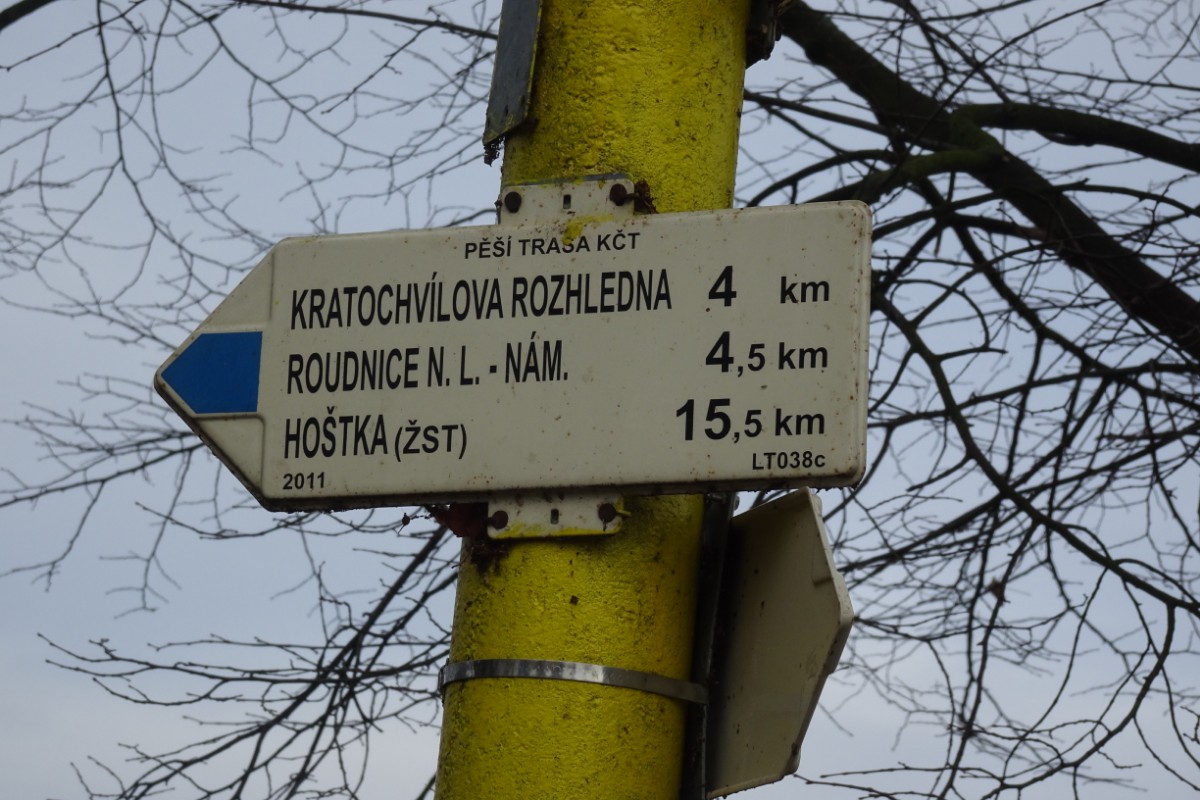 PĚŠÍ TRASA KČT
KRATOCHVÍLOVA ROZHLEDNA 4 km
ROUDNICE N. L. - NÁM. 4,5 km
HOŠTKA (ŽST) 15,5 km
2011 LT038c